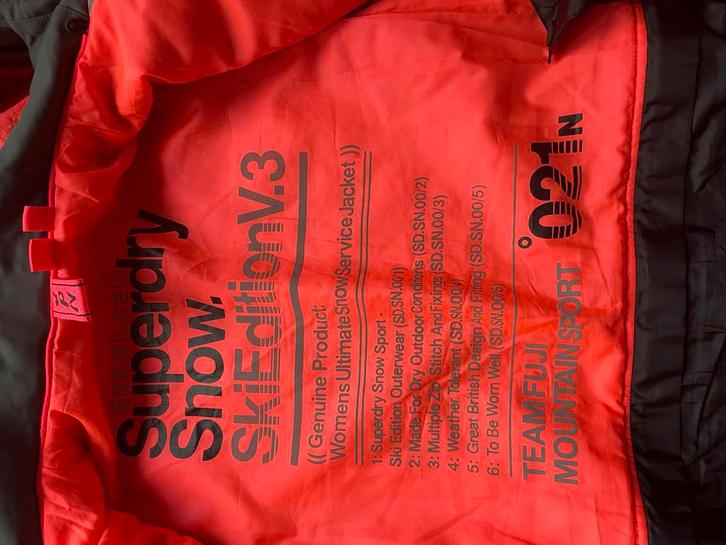 Superdry
Snow.
SkiEditionV.3
(( Genuine Product:
Womens Ultimate Snow Service Jacket ))
1: Superdry Snow Sport -
Ski Edition Outerwear (SD.SN.00/1)
2: Made For Dry Outdoor Conditions (SD.SN.00/2)
3: Multiple Zip Stitch And Fixings (SD.SN.00/3)
4: Weather Tolerant (SD.SN.00/4)
5: Great British Design and Fitting (SD.SN.00/5)
6: To Be Worn Well (SD.SN.00/6)
TEAM FUJI
MOUNTAIN SPORT °021N